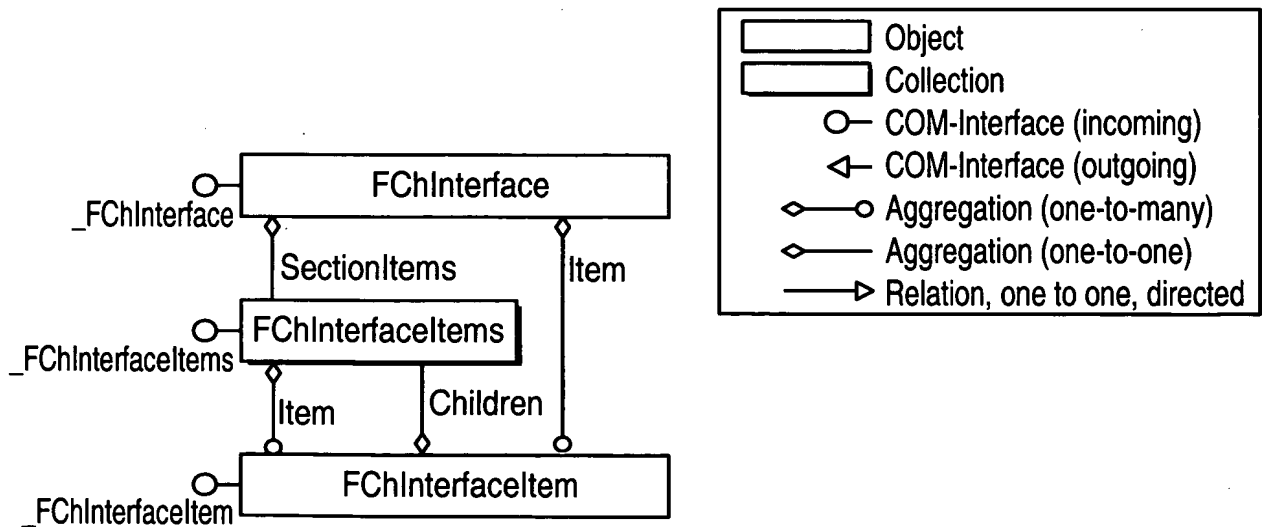 Object
Collection
COM-Interface (incoming)
COM-Interface (outgoing)
Aggregation (one-to-many)
Aggregation (one-to-one)
Relation, one to one, directed
FChInterface
_FChInterface
SectionItems
Item
FChInterfaceItems
_FChInterfaceItems
Item
Children
FChInterfaceItem
_FChInterfaceItem